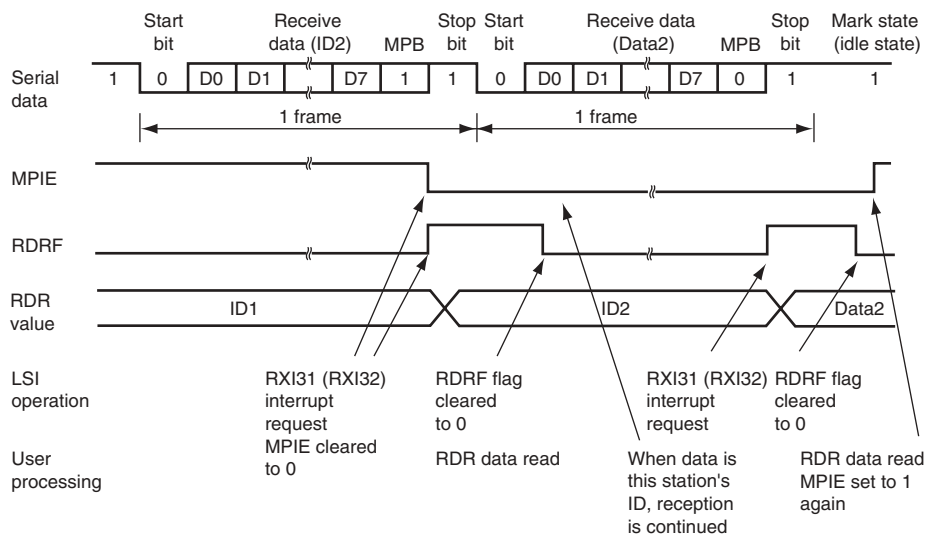 Start bit
Receive data (ID2)
MPB
Stop bit
Start bit
Receive data (Data2)
MPB
Stop bit
Mark state (idle state)
Serial data
1 0 D0 D1 D7 1 1 0 D0 D1 D7 0 1 1
1 frame
1 frame
MPIE
RDRF
RDR value
ID1
ID2
Data2
LSI operation
RXI31 (RXI32)
interrupt
request
MPIE cleared
to 0
RDRF flag
cleared
to 0
RXI31 (RXI32)
interrupt
request
RDRF flag
cleared
to 0
User processing
RDR data read
When data is
this station's
ID, reception
is continued
RDR data read
MPIE set to 1
again